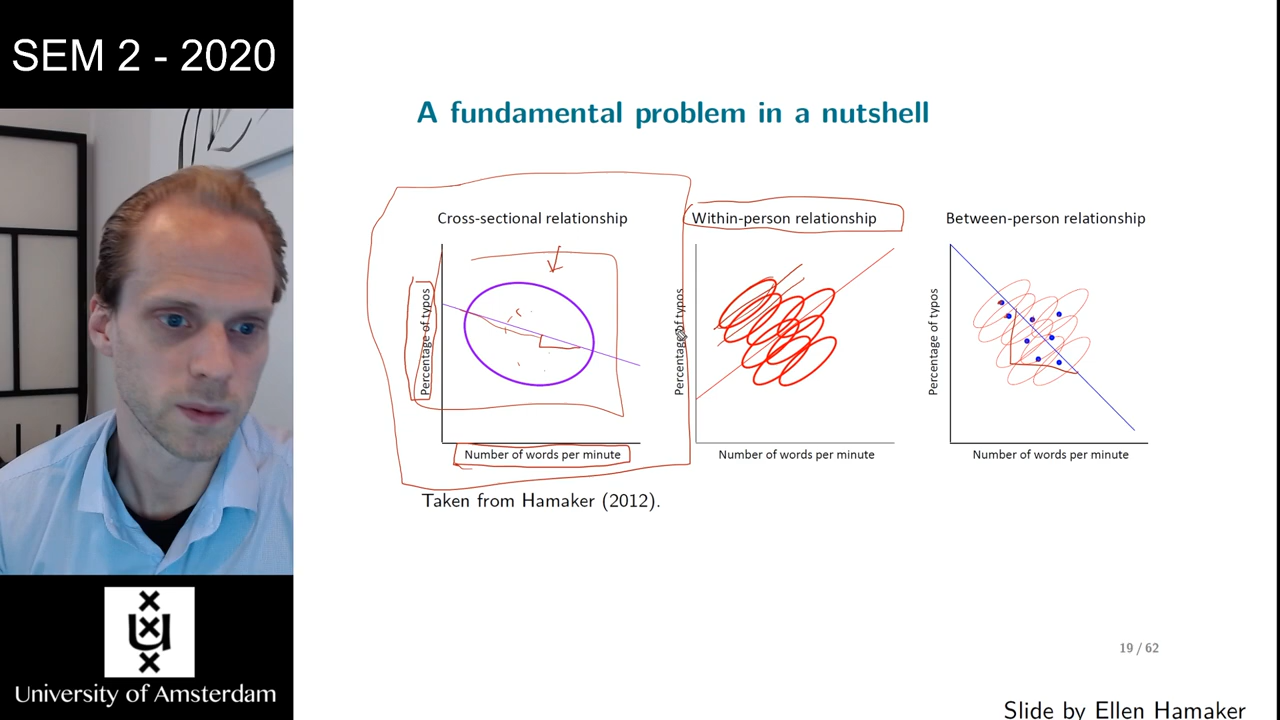 SEM 2 - 2020
A fundamental problem in a nutshell
Cross-sectional relationship
Percentage of typos
Number of words per minute
Within-person relationship
Percentage of typos
Number of words per minute
Between-person relationship
Percentage of typos
Number of words per minute
Taken from Hamaker (2012).
19 / 62
University of Amsterdam
Slide by Ellen Hamaker